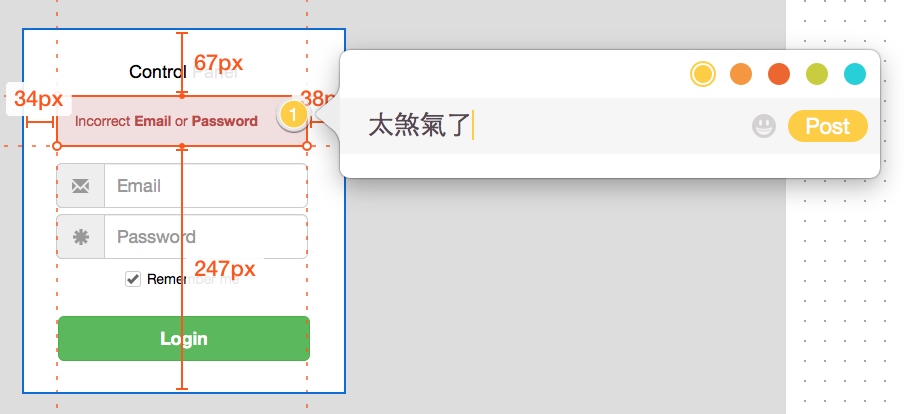 67px
Control Panel
34px
38p
Incorrect Email or Password
1
太煞氣了
Post
Email
Password
247px
Remember me
Login